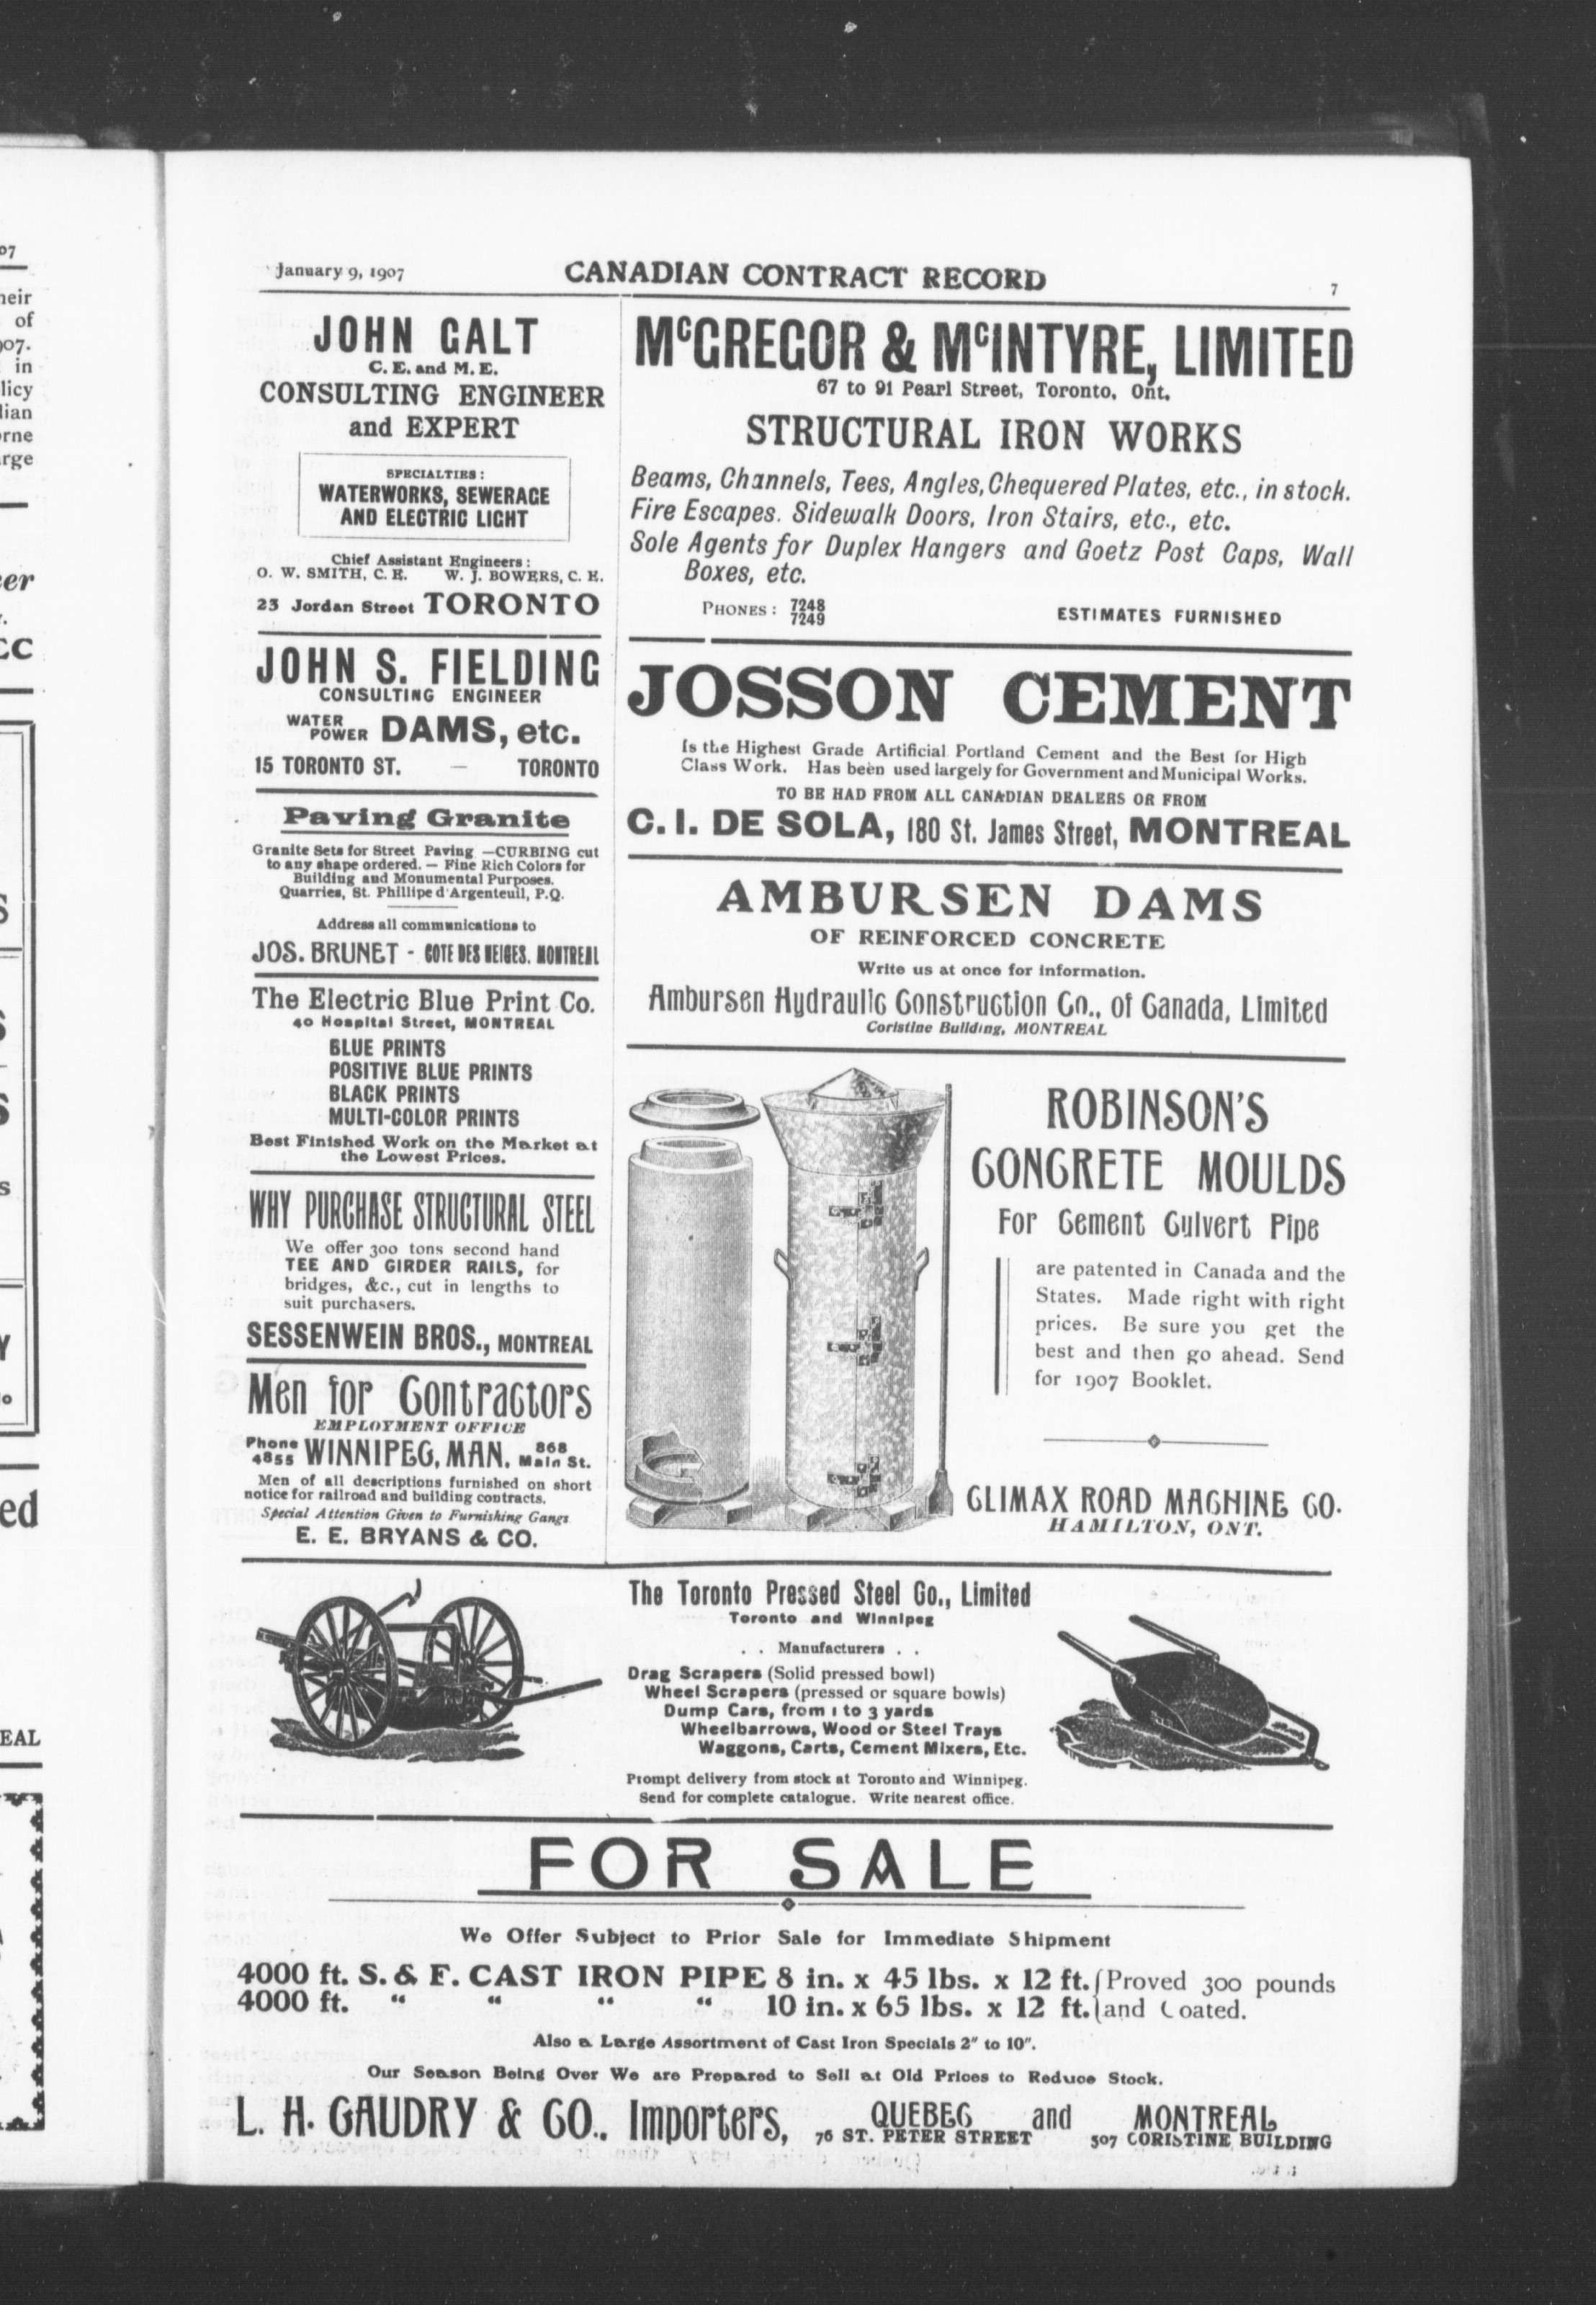 January 9, 1907
CANADIAN CONTRACT RECORD
7
JOHN GALT
C. E. and M. E.
CONSULTING ENGINEER
and EXPERT
SPECIALTIES:
WATERWORKS, SEWERAGE
AND ELECTRIC LIGHT
Chief Assistant Engineers:
O. W. SMITH, C. E. W. J. BOWERS, C. E.
23 Jordan Street TORONTO
JOHN S. FIELDING
CONSULTING ENGINEER
WATER POWER DAMS, etc.
15 TORONTO ST. — TORONTO
Paving Granite
Granite Sets for Street Paving —CURBING cut
to any shape ordered. — Fine Rich Colors for
Building and Monumental Purposes.
Quarries, St. Phillipe d'Argenteuil, P.Q.
Address all communications to
JOS. BRUNET - COTE DES NEIGES. MONTREAL
The Electric Blue Print Co.
40 Hospital Street, MONTREAL
BLUE PRINTS
POSITIVE BLUE PRINTS
BLACK PRINTS
MULTI-COLOR PRINTS
Best Finished Work on the Market at
the Lowest Prices.
WHY PURCHASE STRUCTURAL STEEL
We offer 300 tons second hand
TEE AND GIRDER RAILS, for
bridges, &c., cut in lengths to
suit purchasers.
SESSENWEIN BROS., MONTREAL
Men for Contractors
EMPLOYMENT OFFICE
Phone 4855 WINNIPEG, MAN. 868 Main St.
Men of all descriptions furnished on short
notice for railroad and building contracts.
Special Attention Given to Furnishing Gangs
E. E. BRYANS & CO.
McGREGOR & McINTYRE, LIMITED
67 to 91 Pearl Street, Toronto, Ont.
STRUCTURAL IRON WORKS
Beams, Channels, Tees, Angles, Chequered Plates, etc., in stock.
Fire Escapes. Sidewalk Doors, Iron Stairs, etc., etc.
Sole Agents for Duplex Hangers and Goetz Post Caps, Wall
Boxes, etc.
PHONES: 7248
7249
ESTIMATES FURNISHED
JOSSON CEMENT
Is the Highest Grade Artificial Portland Cement and the Best for High
Class Work. Has been used largely for Government and Municipal Works.
TO BE HAD FROM ALL CANADIAN DEALERS OR FROM
C. I. DE SOLA, 180 St. James Street, MONTREAL
AMBURSEN DAMS
OF REINFORCED CONCRETE
Write us at once for information.
Ambursen Hydraulic Construction Co., of Canada, Limited
Coristine Building, MONTREAL
ROBINSON'S
CONCRETE MOULDS
For Cement Culvert Pipe
are patented in Canada and the
States. Made right with right
prices. Be sure you get the
best and then go ahead. Send
for 1907 Booklet.
CLIMAX ROAD MACHINE CO.
HAMILTON, ONT.
The Toronto Pressed Steel Co., Limited
Toronto and Winnipeg
. . Manufacturers . .
Drag Scrapers (Solid pressed bowl)
Wheel Scrapers (pressed or square bowls)
Dump Cars, from 1 to 3 yards
Wheelbarrows, Wood or Steel Trays
Waggons, Carts, Cement Mixers, Etc.
Prompt delivery from stock at Toronto and Winnipeg.
Send for complete catalogue. Write nearest office.
FOR SALE
We Offer Subject to Prior Sale for Immediate Shipment
4000 ft. S. & F. CAST IRON PIPE 8 in. x 45 lbs. x 12 ft. { Proved 300 pounds
4000 ft. " " " " 10 in. x 65 lbs. x 12 ft. { and Coated.
Also a Large Assortment of Cast Iron Specials 2" to 10".
Our Season Being Over We are Prepared to Sell at Old Prices to Reduce Stock.
L. H. GAUDRY & CO., Importers, QUEBEC and MONTREAL
76 ST. PETER STREET 507 CORISTINE BUILDING